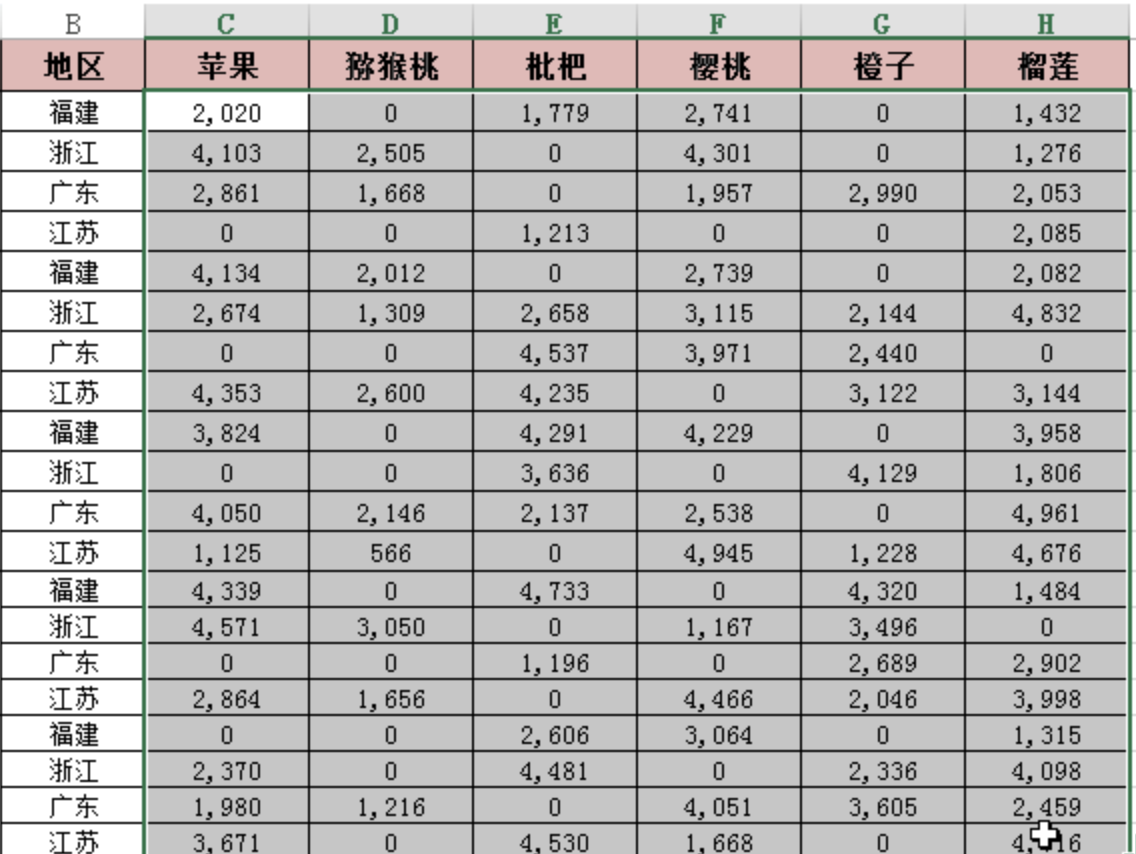 B C D E F G H
地区 苹果 猕猴桃 枇杷 樱桃 橙子 榴莲
福建 2,020 0 1,779 2,741 0 1,432
浙江 4,103 2,505 0 4,301 0 1,276
广东 2,861 1,668 0 1,957 2,990 2,053
江苏 0 0 1,213 0 0 2,085
福建 4,134 2,012 0 2,739 0 2,082
浙江 2,674 1,309 2,658 3,115 2,144 4,832
广东 0 0 4,537 3,971 2,440 0
江苏 4,353 2,600 4,235 0 3,122 3,144
福建 3,824 0 4,291 4,229 0 3,958
浙江 0 0 3,636 0 4,129 1,806
广东 4,050 2,146 2,137 2,538 0 4,961
江苏 1,125 566 0 4,945 1,228 4,676
福建 4,339 0 4,733 0 4,320 1,484
浙江 4,571 3,050 0 1,167 3,496 0
广东 0 0 1,196 0 2,689 2,902
江苏 2,864 1,656 0 4,466 2,046 3,998
福建 0 0 2,606 3,064 0 1,315
浙江 2,370 0 4,481 0 2,336 4,098
广东 1,980 1,216 0 4,051 3,605 2,459
江苏 3,671 0 4,530 1,668 0